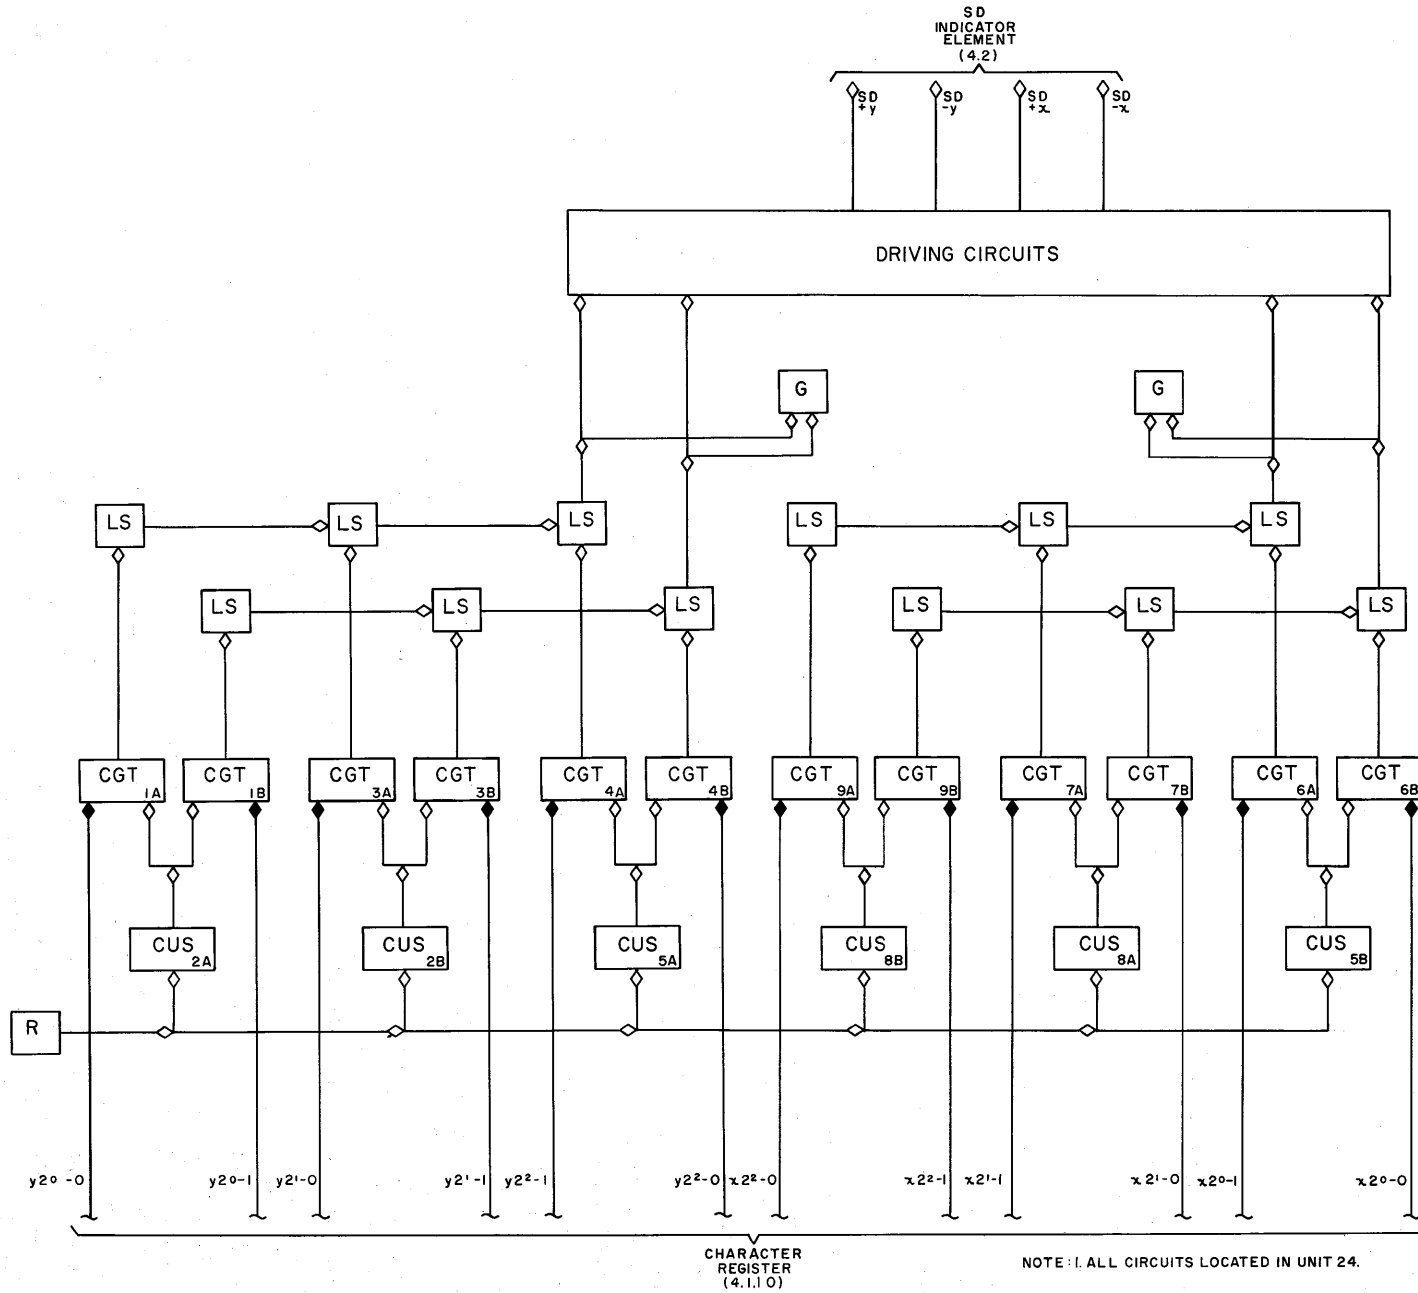 SD
INDICATOR
ELEMENT
(4.2)
SD +y
SD -y
SD +x
SD -x
DRIVING CIRCUITS
G
G
LS
LS
LS
LS
LS
LS
LS
LS
LS
LS
LS
LS
CGT 1A
CGT 1B
CGT 3A
CGT 3B
CGT 4A
CGT 4B
CGT 9A
CGT 9B
CGT 7A
CGT 7B
CGT 6A
CGT 6B
CUS 2A
CUS 2B
CUS 5A
CUS 8B
CUS 8A
CUS 5B
R
y2⁰-0
y2⁰-1
y2¹-0
y2¹-1
y2²-1
y2²-0
x2²-0
x2²-1
x2¹-1
x2¹-0
x2⁰-1
x2⁰-0
CHARACTER
REGISTER
(4.1.10)
NOTE: 1. ALL CIRCUITS LOCATED IN UNIT 24.